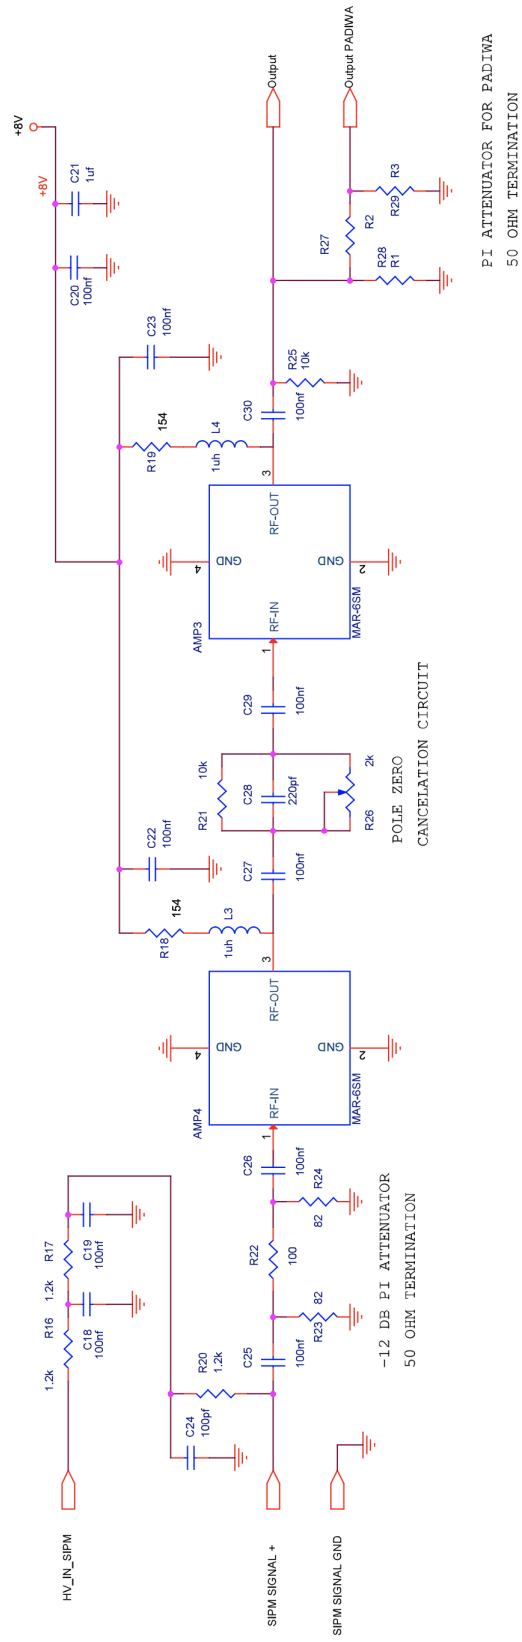 HV_IN_SIPM
1.2k
R16
1.2k
R17
C18
100nf
C19
100nf
C24
100pf
R20
1.2k
SIPM SIGNAL +
SIPM SIGNAL GND
C25
100nf
R23
82
R22
100
R24
82
C26
100nf
-12 DB PI ATTENUATOR
50 OHM TERMINATION
AMP4
1
RF-IN
GND
4
GND
2
RF-OUT
3
MAR-6SM
R18
154
L3
1uh
C22
100nf
C27
100nf
R21
10k
C28
220pf
R26
2k
POLE ZERO
CANCELATION CIRCUIT
C29
100nf
AMP3
1
RF-IN
GND
4
GND
2
RF-OUT
3
MAR-6SM
R19
154
L4
1uh
C23
100nf
C30
100nf
R25
10k
C20
100nf
C21
1uf
+8V
+8V
R28
R1
R27
R2
R29
R3
Output
Output PADIWA
PI ATTENUATOR FOR PADIWA
50 OHM TERMINATION